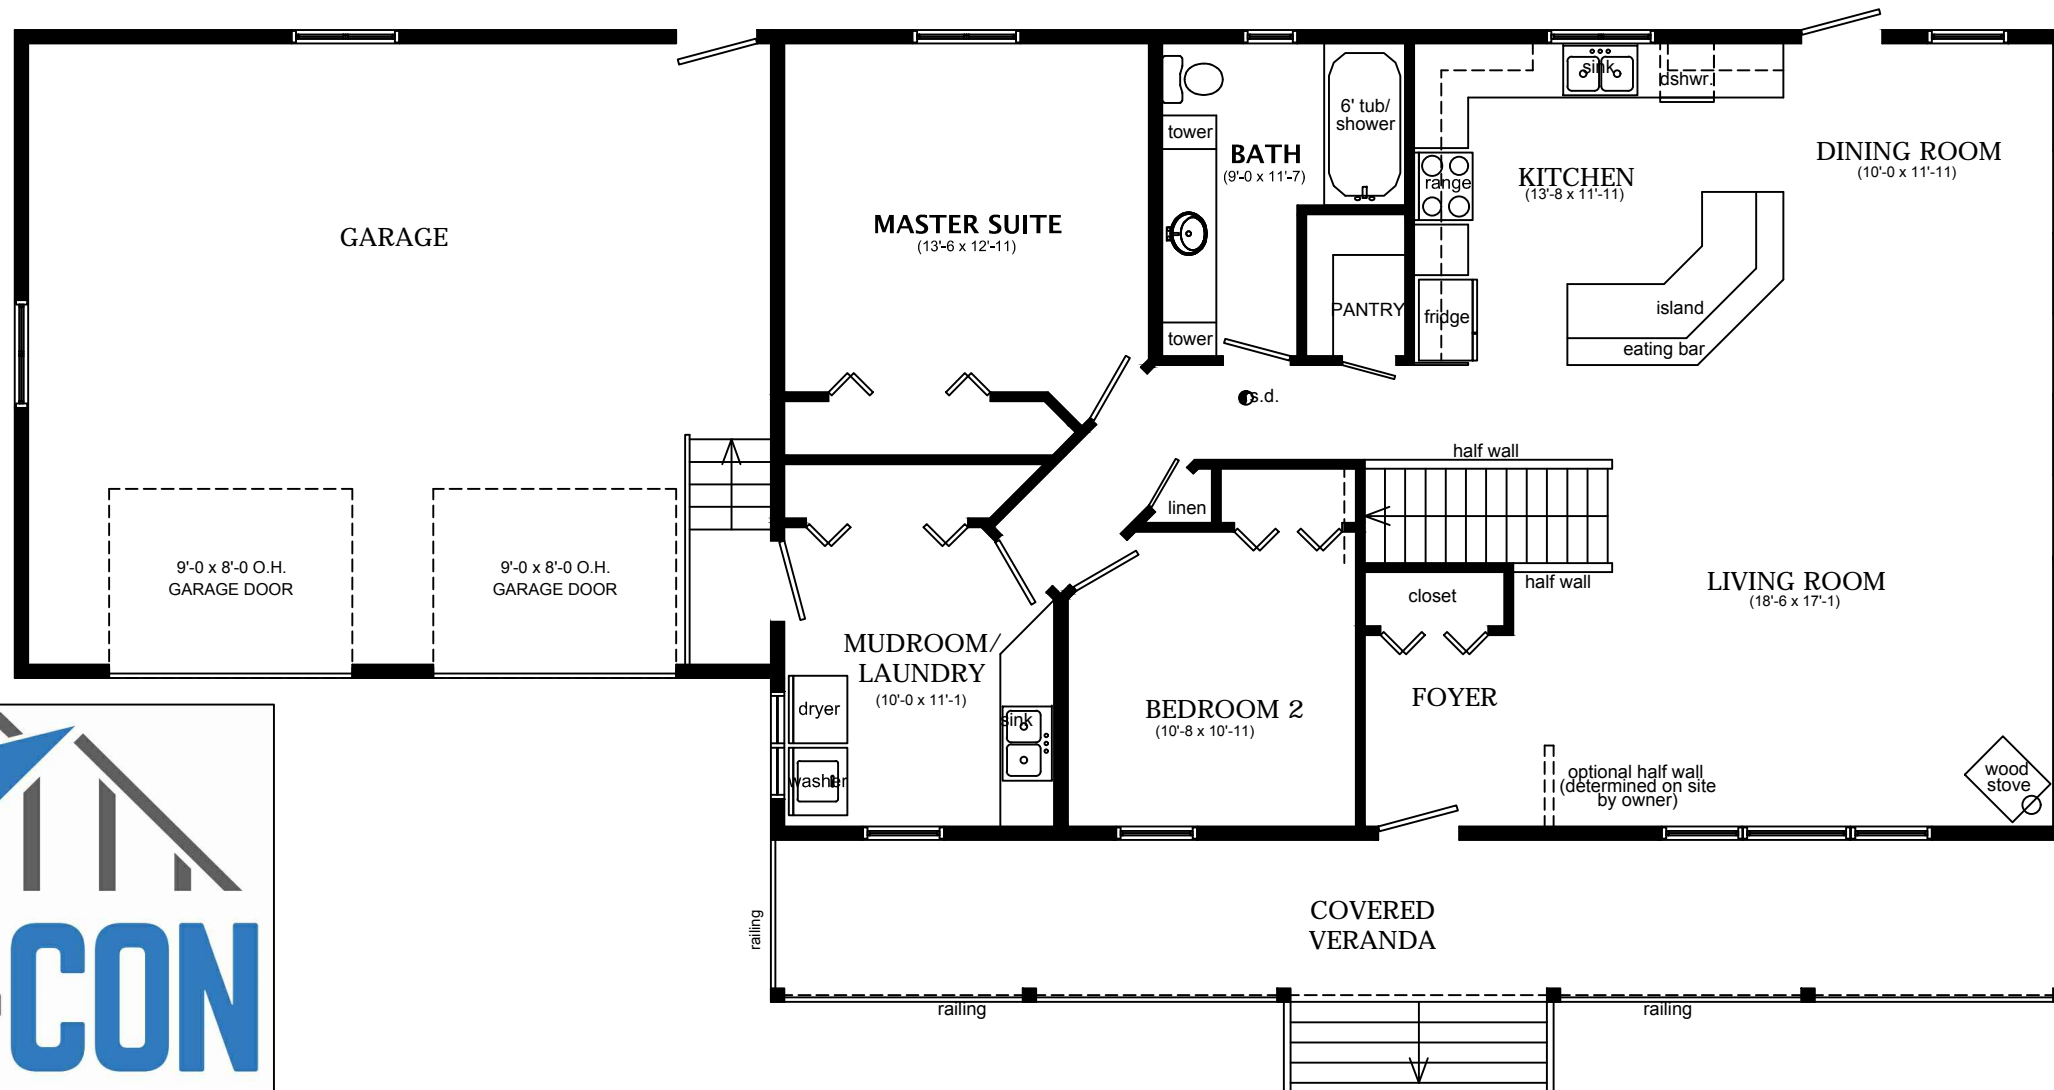 GARAGE
9'-0 x 8'-0 O.H.
GARAGE DOOR
9'-0 x 8'-0 O.H.
GARAGE DOOR
MASTER SUITE
(13'-6 x 12'-11)
tower
BATH
(9'-0 x 11'-7)
6' tub/
shower
tower
PANTRY
s.d.
sink
dshwr.
range
KITCHEN
(13'-8 x 11'-11)
fridge
island
eating bar
DINING ROOM
(10'-0 x 11'-11)
half wall
half wall
linen
closet
LIVING ROOM
(18'-6 x 17'-1)
MUDROOM/
LAUNDRY
(10'-0 x 11'-1)
dryer
washer
sink
BEDROOM 2
(10'-8 x 10'-11)
FOYER
optional half wall
(determined on site
by owner)
wood
stove
COVERED
VERANDA
railing
railing
railing
CON